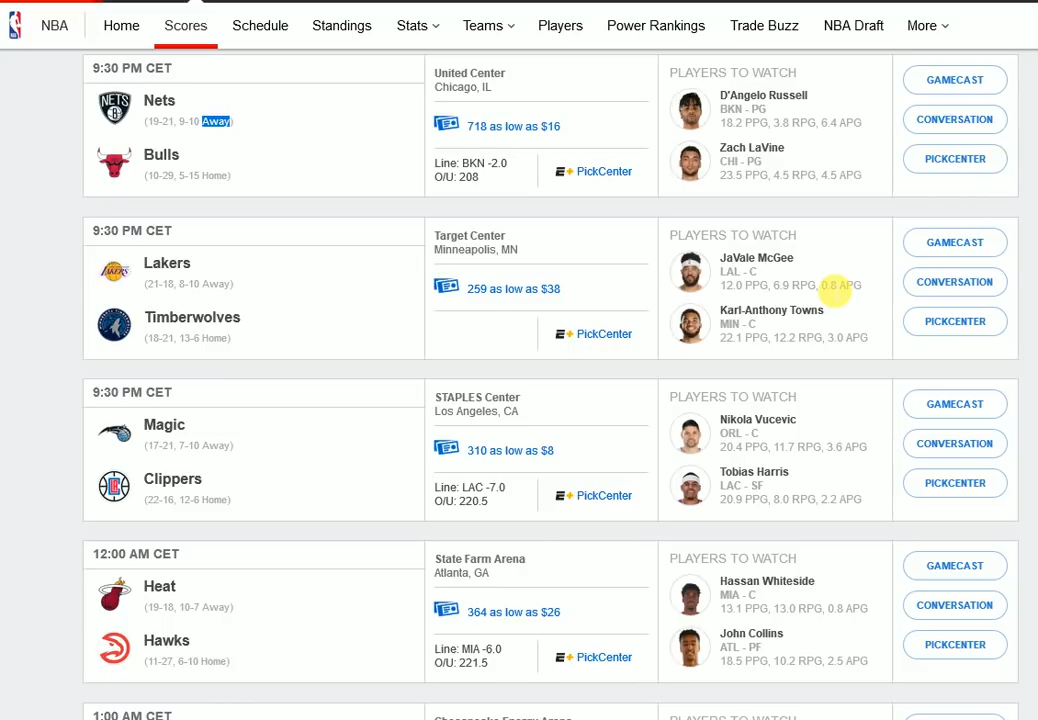 NBA Home Scores Schedule Standings Stats Teams Players Power Rankings Trade Buzz NBA Draft More
9:30 PM CET
NETS
Nets
(19-21, 9-10 Away)
Bulls
(10-29, 5-15 Home)
United Center
Chicago, IL
718 as low as $16
Line: BKN -2.0
O/U: 208
E+ PickCenter
PLAYERS TO WATCH
D'Angelo Russell
BKN - PG
18.2 PPG, 3.8 RPG, 6.4 APG
Zach LaVine
CHI - PG
23.5 PPG, 4.5 RPG, 4.5 APG
GAMECAST
CONVERSATION
PICKCENTER
9:30 PM CET
LAKERS
Lakers
(21-18, 8-10 Away)
Timberwolves
(18-21, 13-6 Home)
Target Center
Minneapolis, MN
259 as low as $38
E+ PickCenter
PLAYERS TO WATCH
JaVale McGee
LAL - C
12.0 PPG, 6.9 RPG, 0.8 APG
Karl-Anthony Towns
MIN - C
22.1 PPG, 12.2 RPG, 3.0 APG
GAMECAST
CONVERSATION
PICKCENTER
9:30 PM CET
Magic
(17-21, 7-10 Away)
Clippers
(22-16, 12-6 Home)
STAPLES Center
Los Angeles, CA
310 as low as $8
Line: LAC -7.0
O/U: 220.5
E+ PickCenter
PLAYERS TO WATCH
Nikola Vucevic
ORL - C
20.4 PPG, 11.7 RPG, 3.6 APG
Tobias Harris
LAC - SF
20.9 PPG, 8.0 RPG, 2.2 APG
GAMECAST
CONVERSATION
PICKCENTER
12:00 AM CET
Heat
(19-18, 10-7 Away)
Hawks
(11-27, 6-10 Home)
State Farm Arena
Atlanta, GA
364 as low as $26
Line: MIA -6.0
O/U: 221.5
E+ PickCenter
PLAYERS TO WATCH
Hassan Whiteside
MIA - C
13.1 PPG, 13.0 RPG, 0.8 APG
John Collins
ATL - PF
18.5 PPG, 10.2 RPG, 2.5 APG
GAMECAST
CONVERSATION
PICKCENTER
1:00 AM CET
Chesapeake Energy Arena
PLAYERS TO WATCH